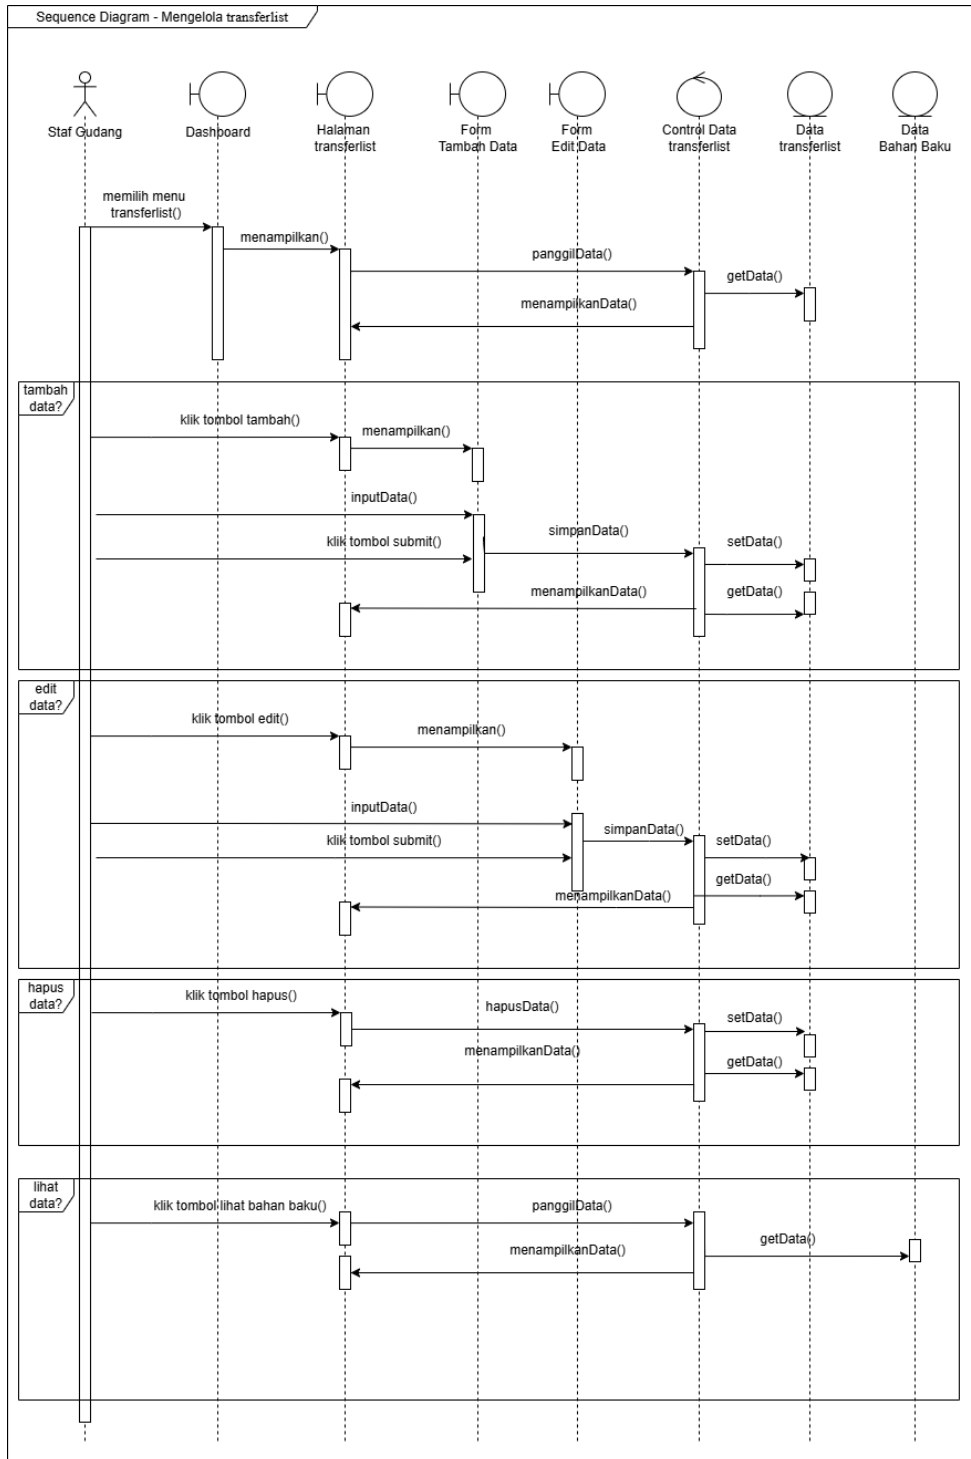 Sequence Diagram - Mengelola transferlist
Staf Gudang
Dashboard
Halaman
transferlist
Form
Tambah Data
Form
Edit Data
Control Data
transferlist
Data
transferlist
Data
Bahan Baku
memilih menu
transferlist()
menampilkan()
panggilData()
getData()
menampilkanData()
tambah
data?
klik tombol tambah()
menampilkan()
inputData()
klik tombol submit()
simpanData()
setData()
menampilkanData()
getData()
edit
data?
klik tombol edit()
menampilkan()
inputData()
klik tombol submit()
simpanData()
setData()
getData()
menampilkanData()
hapus
data?
klik tombol hapus()
hapusData()
setData()
menampilkanData()
getData()
lihat
data?
klik tombol lihat bahan baku()
panggilData()
getData()
menampilkanData()